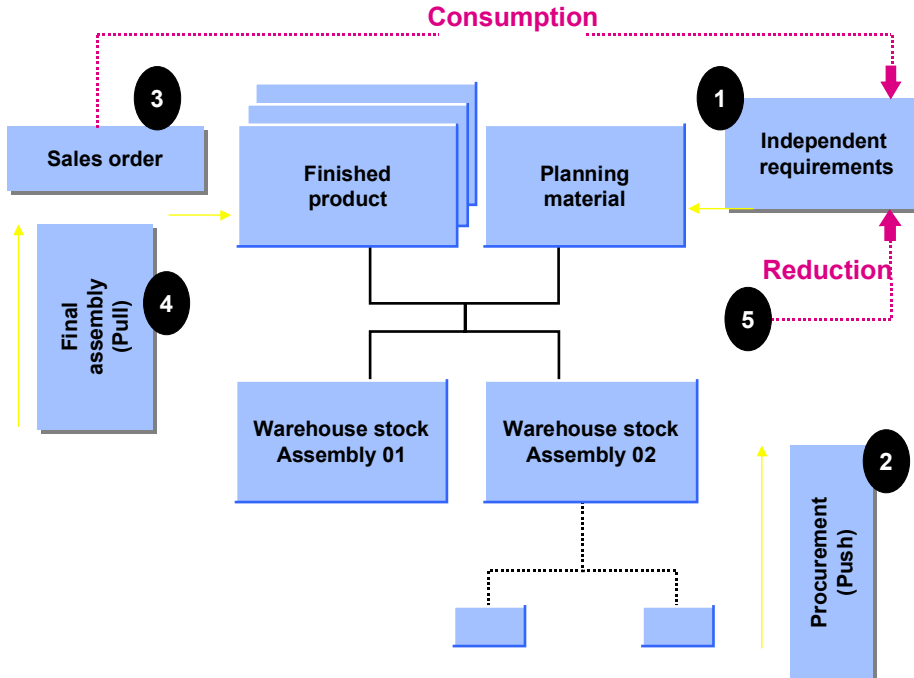 Consumption
3
1
Sales order
Finished
product
Planning
material
Independent
requirements
Final
assembly
(Pull)
4
Reduction
5
Warehouse stock
Assembly 01
Warehouse stock
Assembly 02
2
Procurement
(Push)